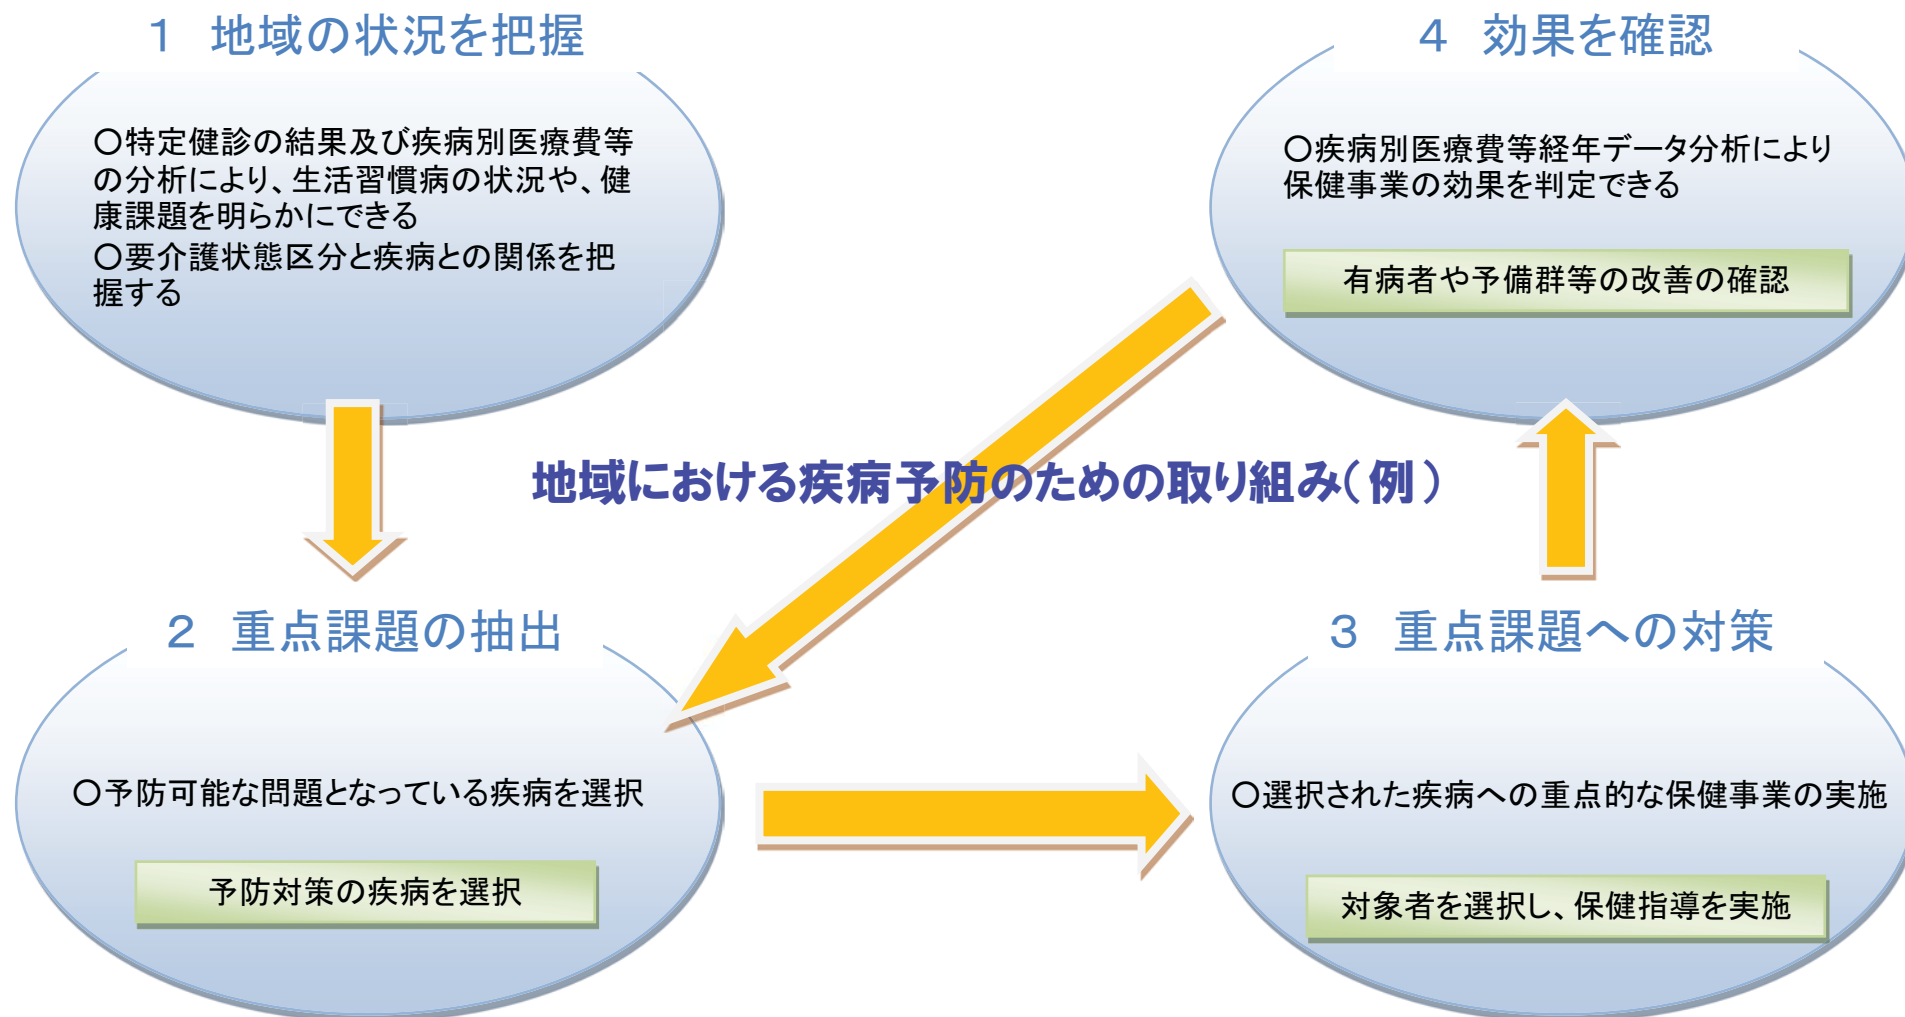 １ 地域の状況を把握
○特定健診の結果及び疾病別医療費等
の分析により、生活習慣病の状況や、健
康課題を明らかにできる
○要介護状態区分と疾病との関係を把
握する
４ 効果を確認
○疾病別医療費等経年データ分析により
保健事業の効果を判定できる
有病者や予備群等の改善の確認
地域における疾病予防のための取り組み（例）
２ 重点課題の抽出
○予防可能な問題となっている疾病を選択
予防対策の疾病を選択
３ 重点課題への対策
○選択された疾病への重点的な保健事業の実施
対象者を選択し、保健指導を実施